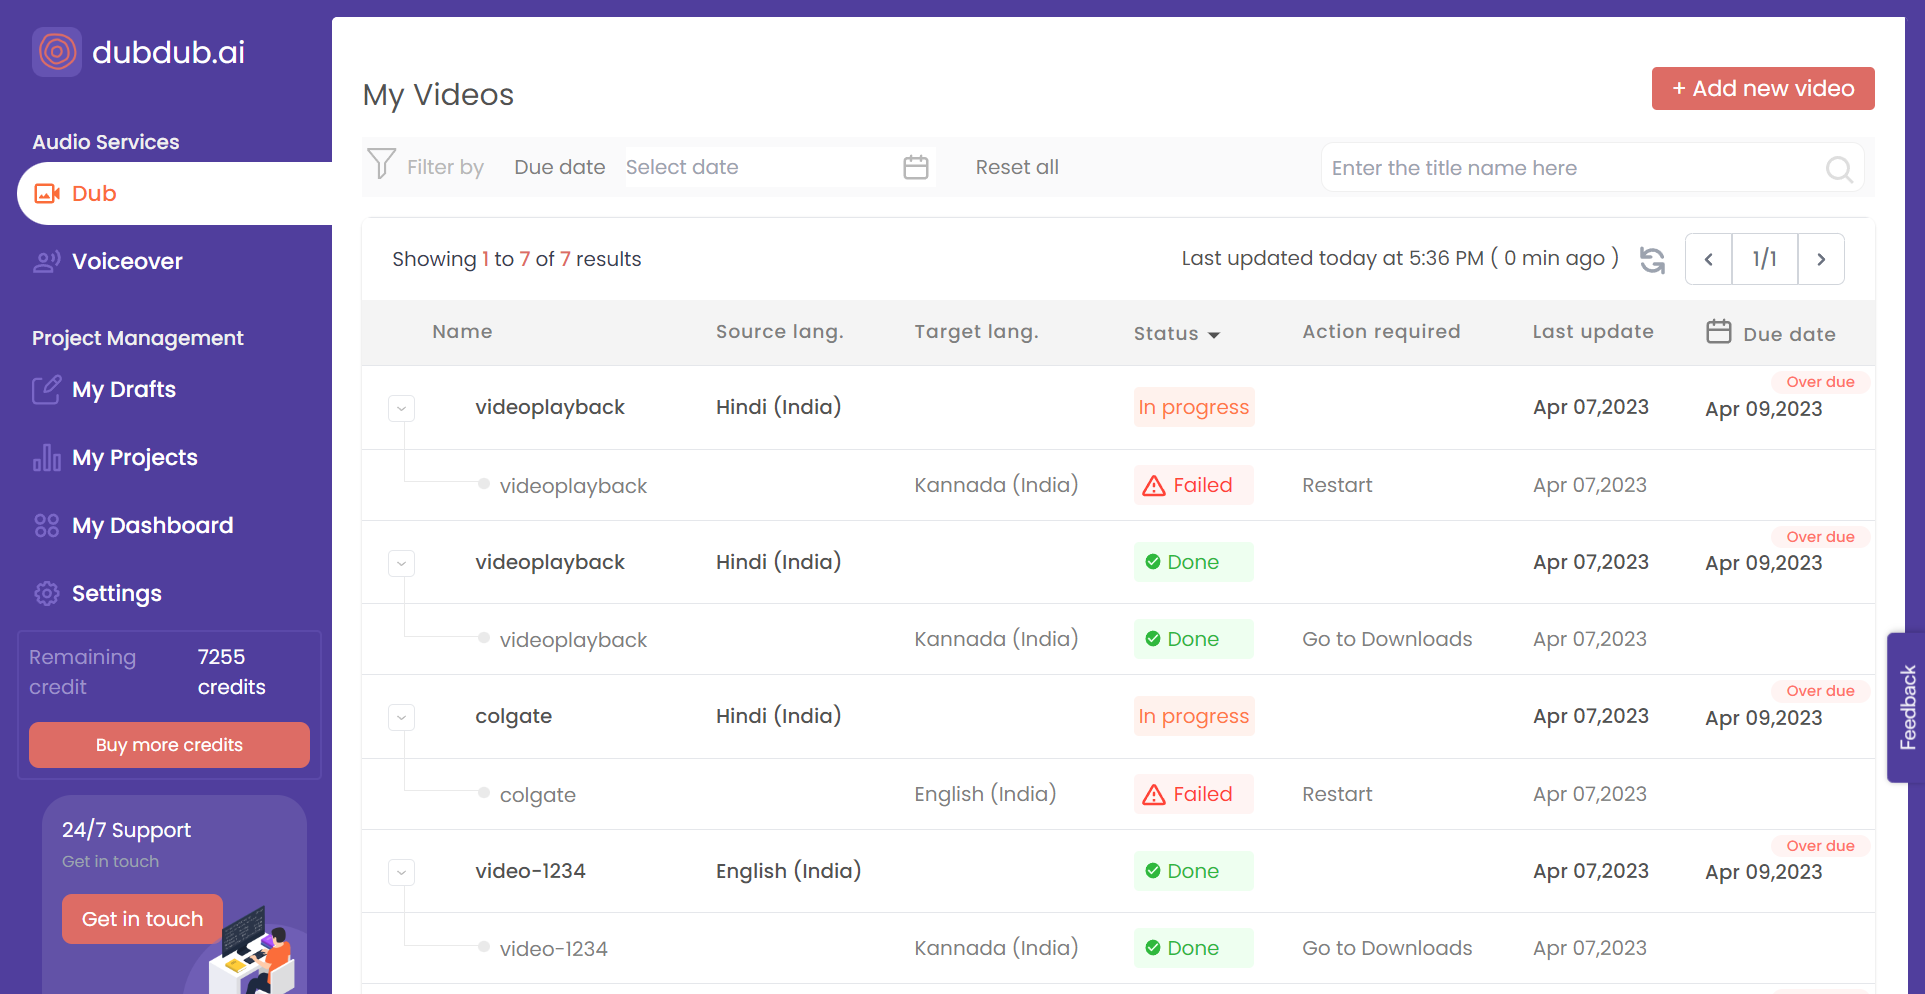 dubdub.ai
Audio Services
Dub
Voiceover
Project Management
My Drafts
My Projects
My Dashboard
Settings
Remaining credit
7255 credits
Buy more credits
24/7 Support
Get in touch
Get in touch
My Videos
+ Add new video
Filter by Due date Select date Reset all Enter the title name here
Showing 1 to 7 of 7 results Last updated today at 5:36 PM ( 0 min ago ) 1/1
Name Source lang. Target lang. Status Action required Last update Due date
Over due
videoplayback Hindi (India) In progress Apr 07,2023 Apr 09,2023
videoplayback Kannada (India) Failed Restart Apr 07,2023
Over due
videoplayback Hindi (India) Done Apr 07,2023 Apr 09,2023
videoplayback Kannada (India) Done Go to Downloads Apr 07,2023
Over due
colgate Hindi (India) In progress Apr 07,2023 Apr 09,2023
colgate English (India) Failed Restart Apr 07,2023
Over due
video-1234 English (India) Done Apr 07,2023 Apr 09,2023
video-1234 Kannada (India) Done Go to Downloads Apr 07,2023
Feedback